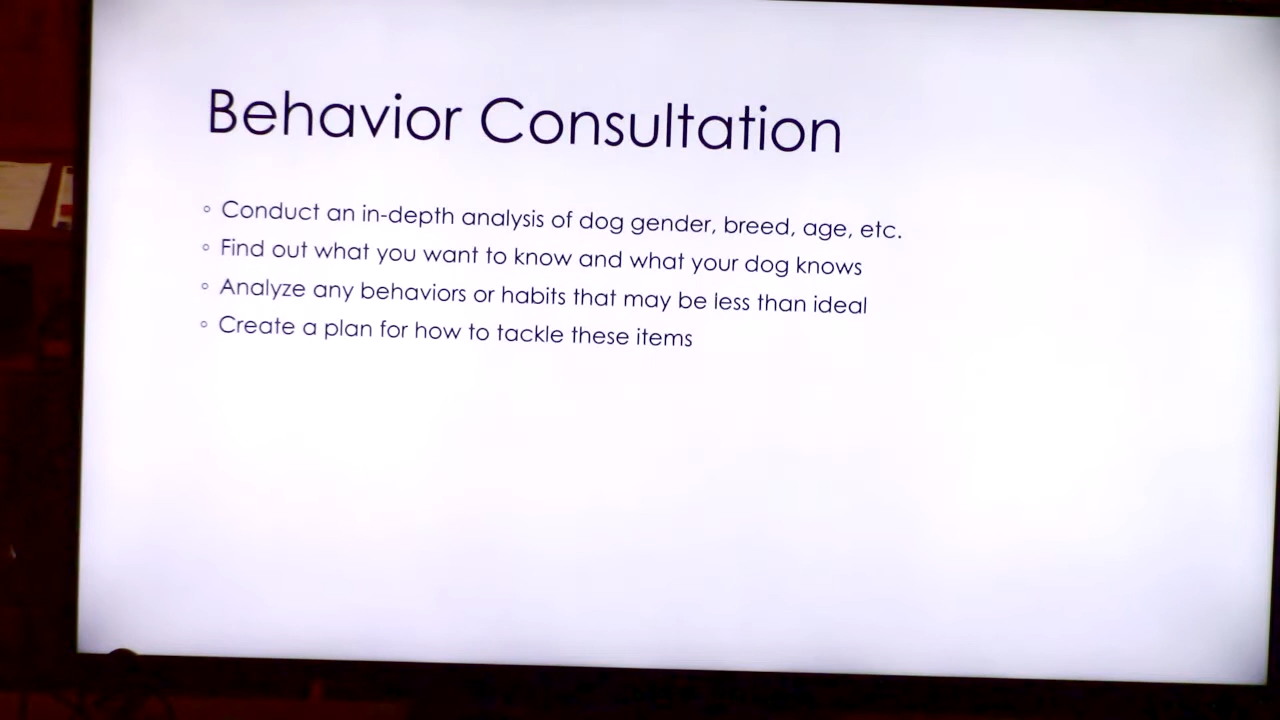 Behavior Consultation
◦ Conduct an in-depth analysis of dog gender, breed, age, etc.
◦ Find out what you want to know and what your dog knows
◦ Analyze any behaviors or habits that may be less than ideal
◦ Create a plan for how to tackle these items